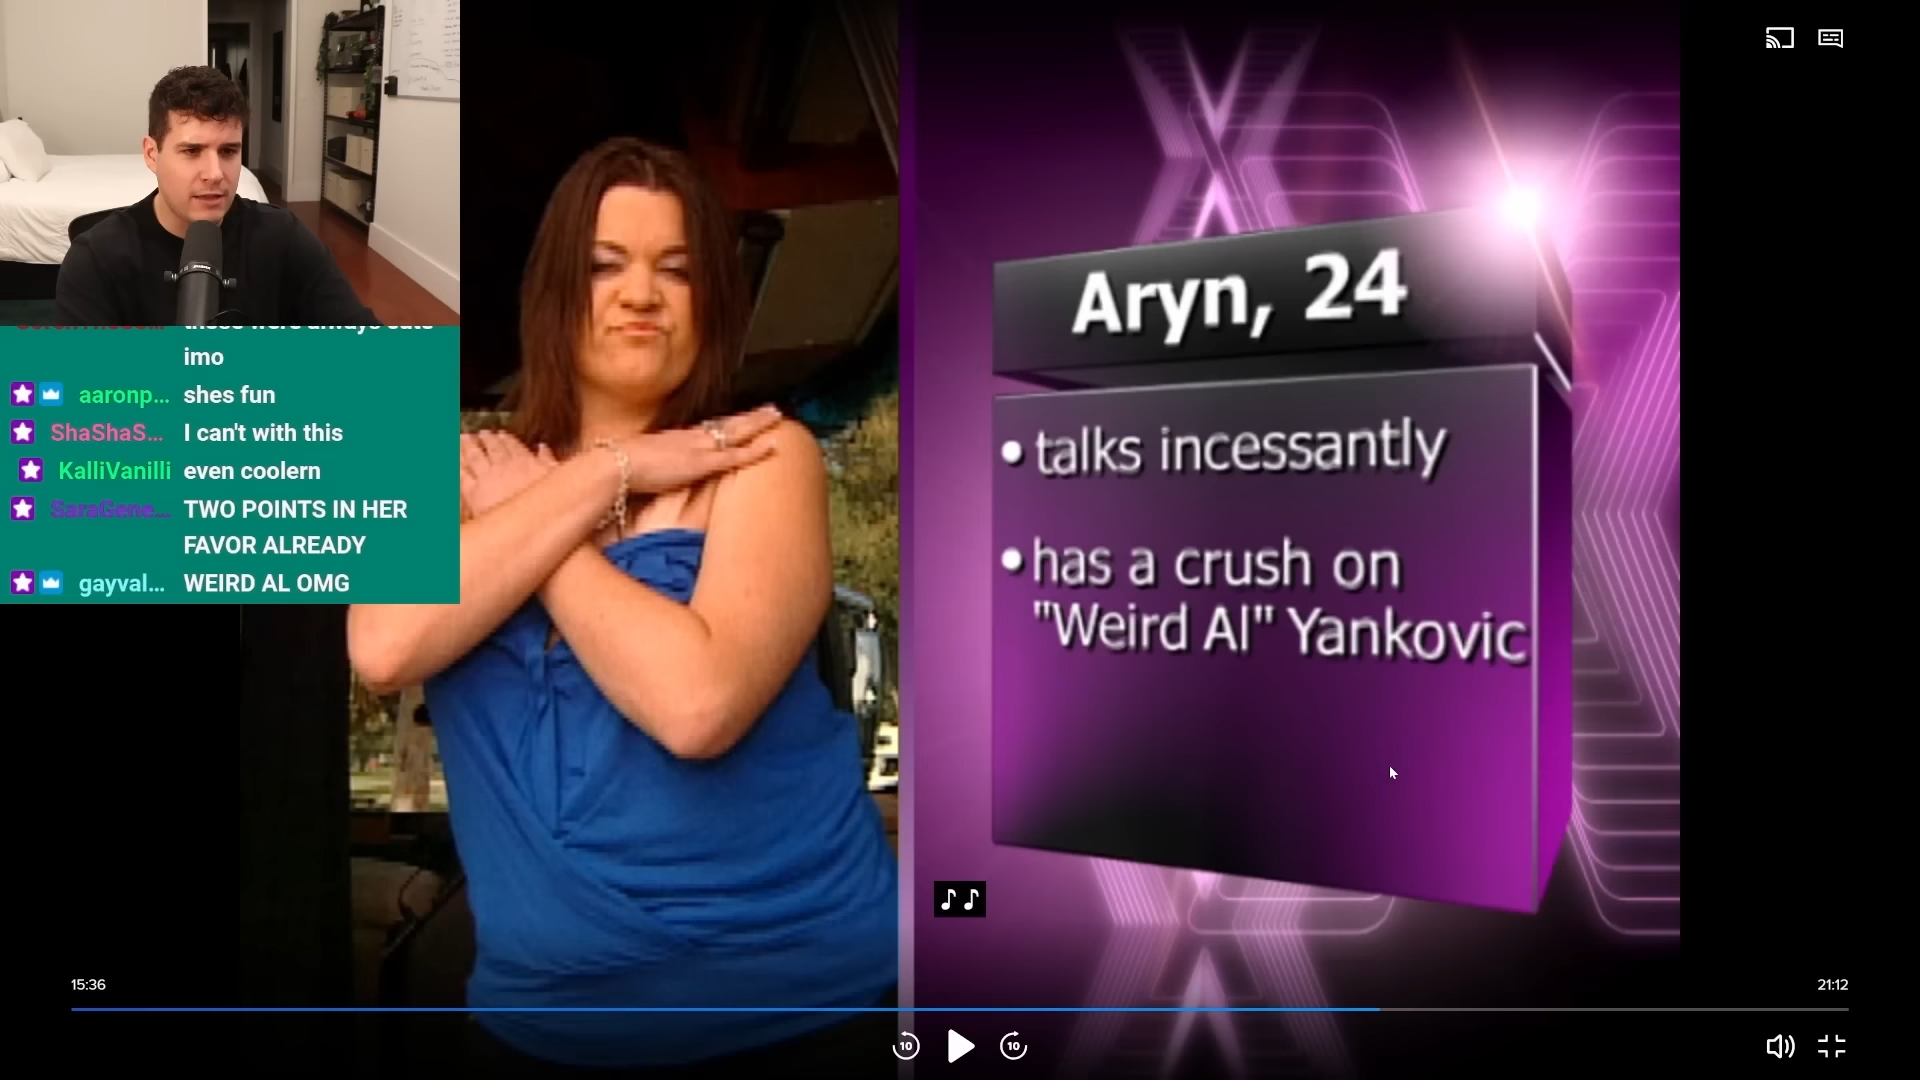 Aryn, 24
• talks incessantly
• has a crush on
"Weird Al" Yankovic
imo
aaronp... shes fun
ShaShaS... I can't with this
KalliVanilli even coolern
SaraGene... TWO POINTS IN HER
FAVOR ALREADY
gayval... WEIRD AL OMG
♪ ♪
15:36
21:12
10
10